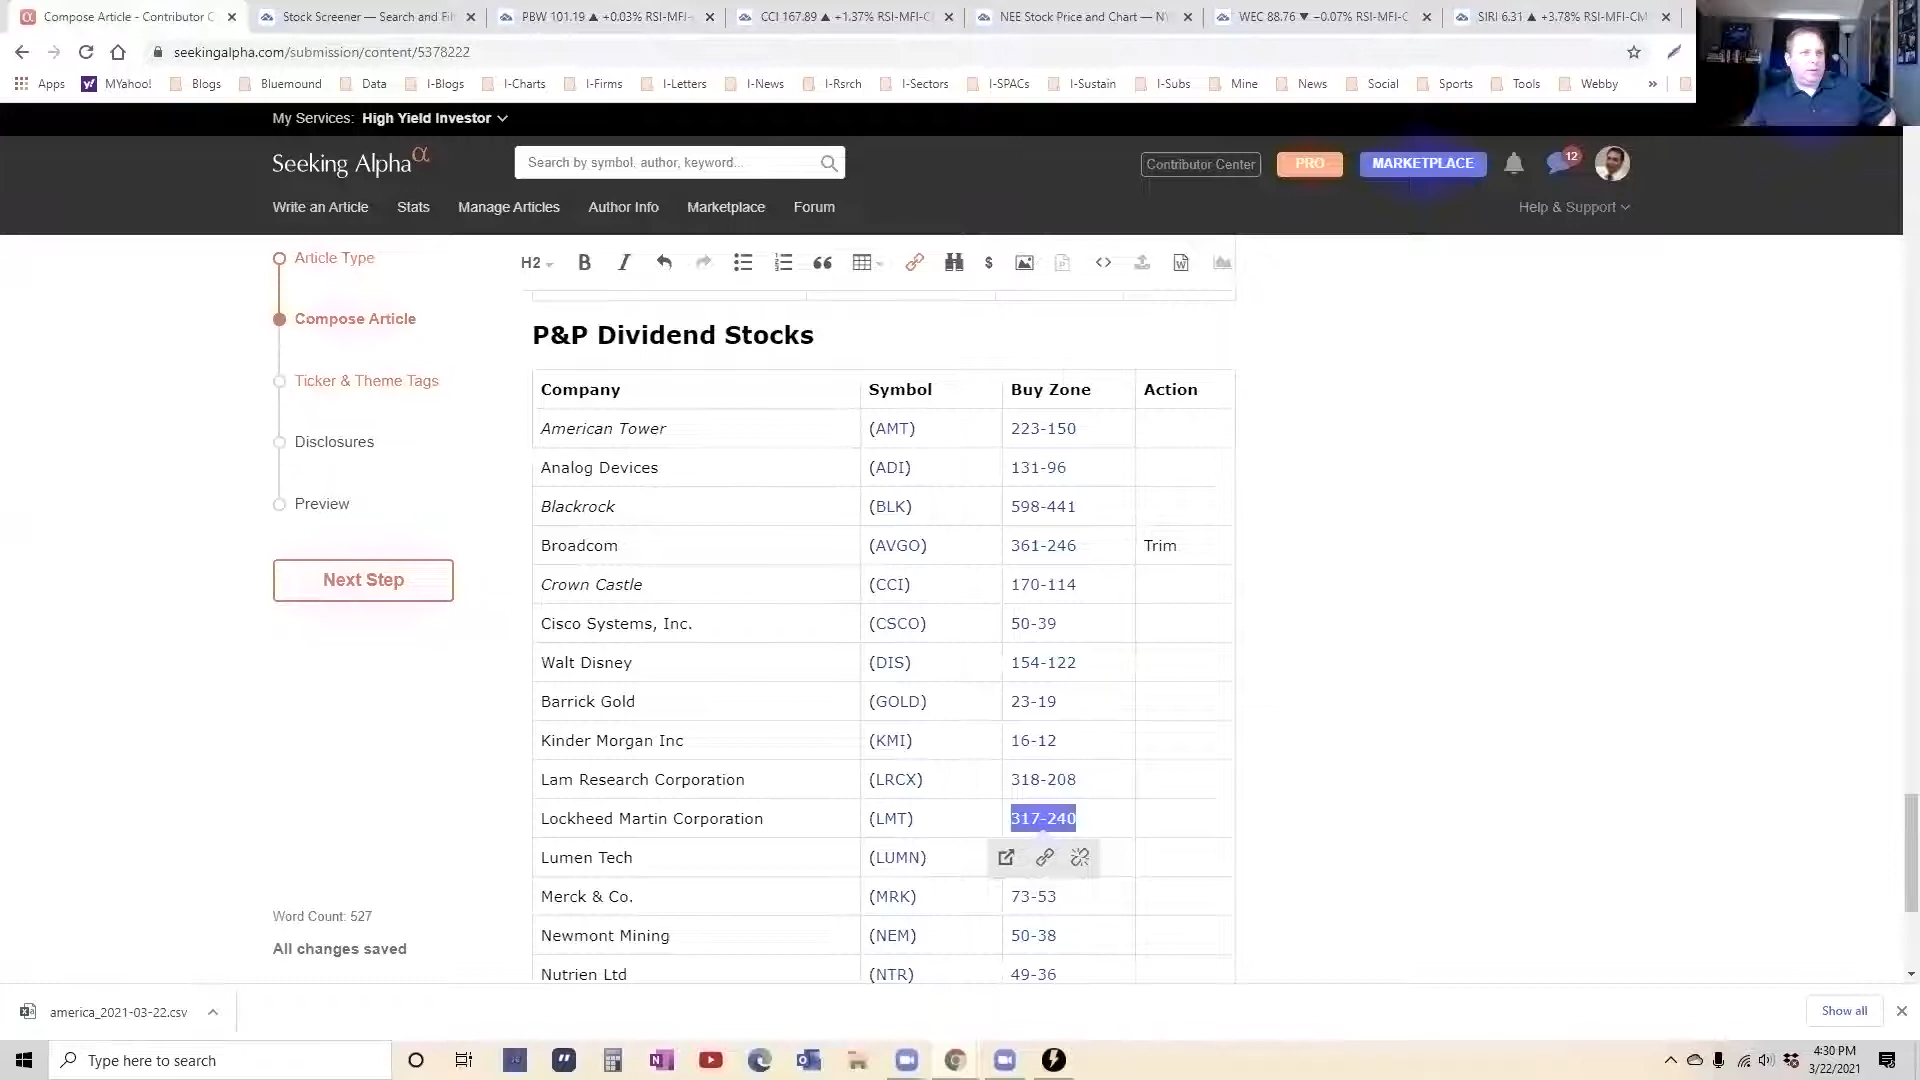 Compose Article - Contributor C
Stock Screener — Search and Fil
PBW 101.19 ▲ +0.03% RSI-MFI-
CCI 167.89 ▲ +1.37% RSI-MFI-C
NEE Stock Price and Chart — NY
WEC 88.76 ▼ −0.07% RSI-MFI-C
SIRI 6.31 ▲ +3.78% RSI-MFI-CM
seekingalpha.com/submission/content/5378222
Apps
MYahoo!
Blogs
Bluemound
Data
I-Blogs
I-Charts
I-Firms
I-Letters
I-News
I-Rsrch
I-Sectors
I-SPACs
I-Sustain
I-Subs
Mine
News
Social
Sports
Tools
Webby
»
My Services: High Yield Investor
Seeking Alpha α
Search by symbol, author, keyword...
Contributor Center
PRO
MARKETPLACE
12
Write an Article
Stats
Manage Articles
Author Info
Marketplace
Forum
Help & Support
Article Type
Compose Article
Ticker & Theme Tags
Disclosures
Preview
Next Step
Word Count: 527
All changes saved
H2 B I $ <> W
P&P Dividend Stocks
Company Symbol Buy Zone Action
American Tower (AMT) 223-150
Analog Devices (ADI) 131-96
Blackrock (BLK) 598-441
Broadcom (AVGO) 361-246 Trim
Crown Castle (CCI) 170-114
Cisco Systems, Inc. (CSCO) 50-39
Walt Disney (DIS) 154-122
Barrick Gold (GOLD) 23-19
Kinder Morgan Inc (KMI) 16-12
Lam Research Corporation (LRCX) 318-208
Lockheed Martin Corporation (LMT) 317-240
Lumen Tech (LUMN)
Merck & Co. (MRK) 73-53
Newmont Mining (NEM) 50-38
Nutrien Ltd (NTR) 49-36
america_2021-03-22.csv
Show all
Type here to search
4:30 PM
3/22/2021